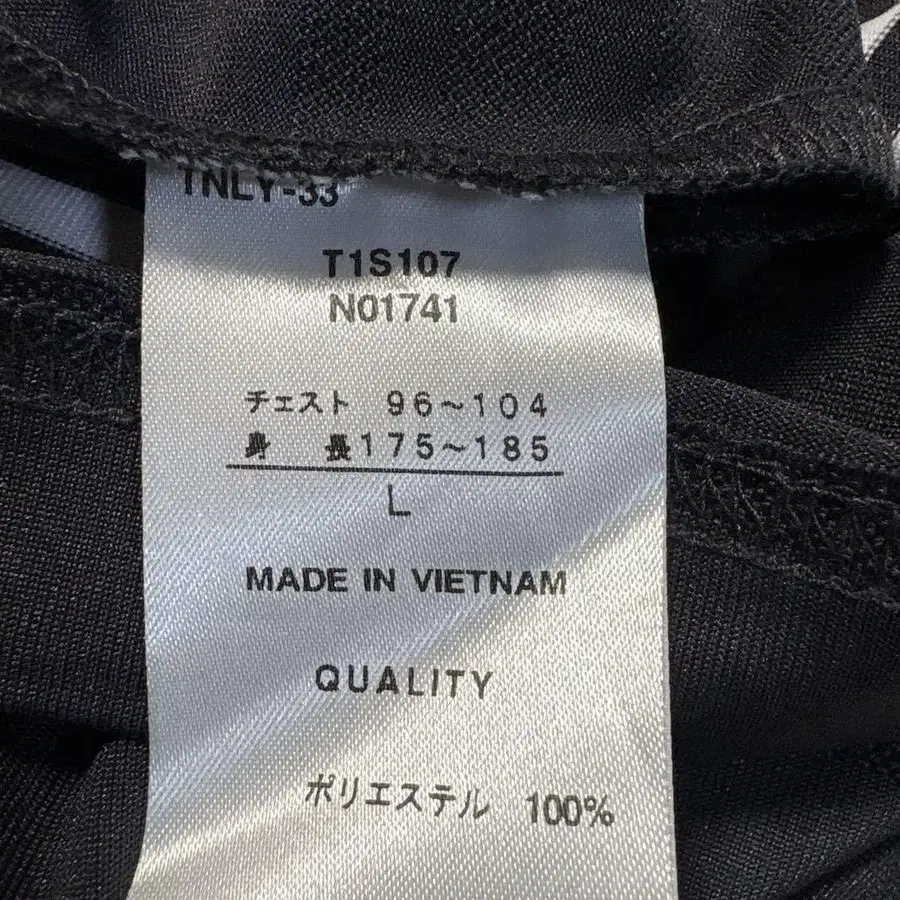 TNLY-33
T1S107
N01741
チェスト 96～104
身 長175～185
L
MADE IN VIETNAM
QUALITY
ポリエステル 100%